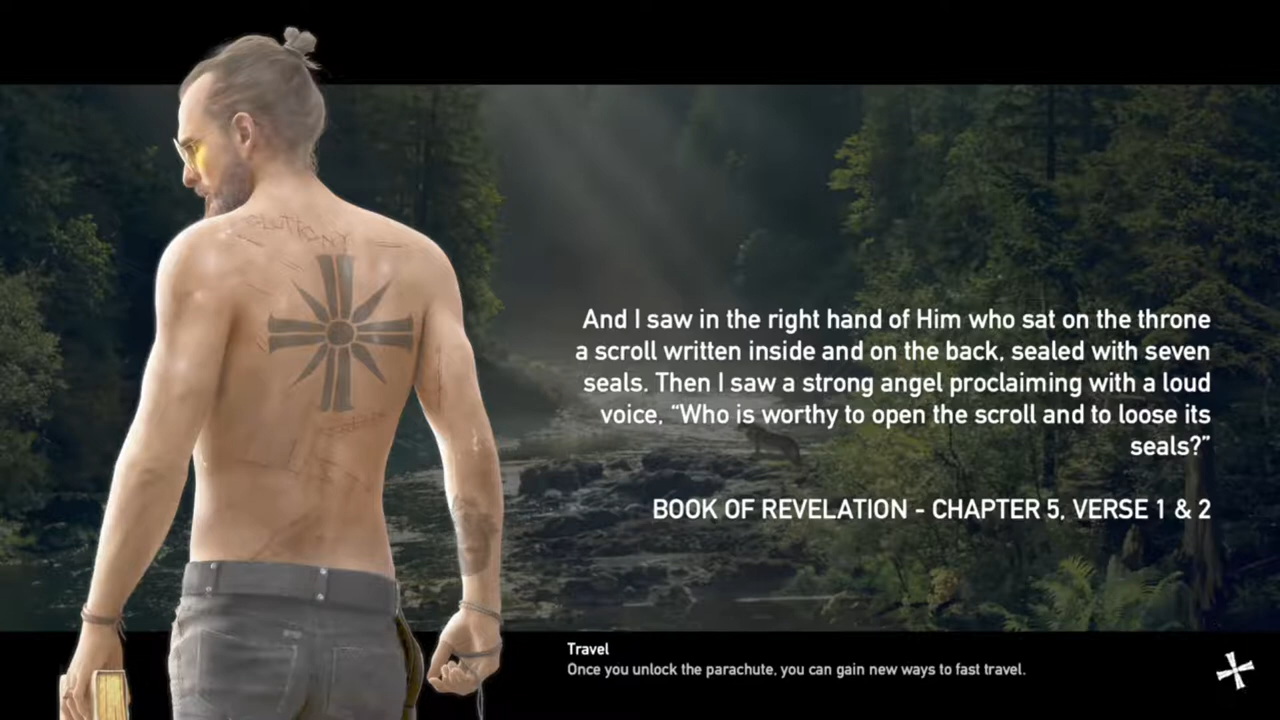 GLUTTONY
And I saw in the right hand of Him who sat on the throne
a scroll written inside and on the back, sealed with seven
seals. Then I saw a strong angel proclaiming with a loud
voice, “Who is worthy to open the scroll and to loose its
seals?”
BOOK OF REVELATION - CHAPTER 5, VERSE 1 & 2
Travel
Once you unlock the parachute, you can gain new ways to fast travel.